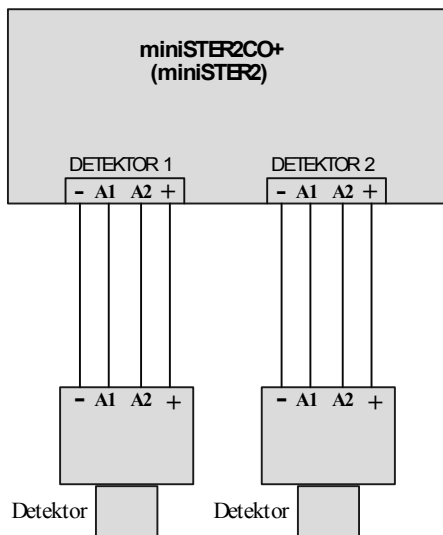 miniSTER2CO+
(miniSTER2)
DETEKTOR 1 DETEKTOR 2
- A1 A2 + - A1 A2 +
- A1 A2 + - A1 A2 +
Detektor Detektor